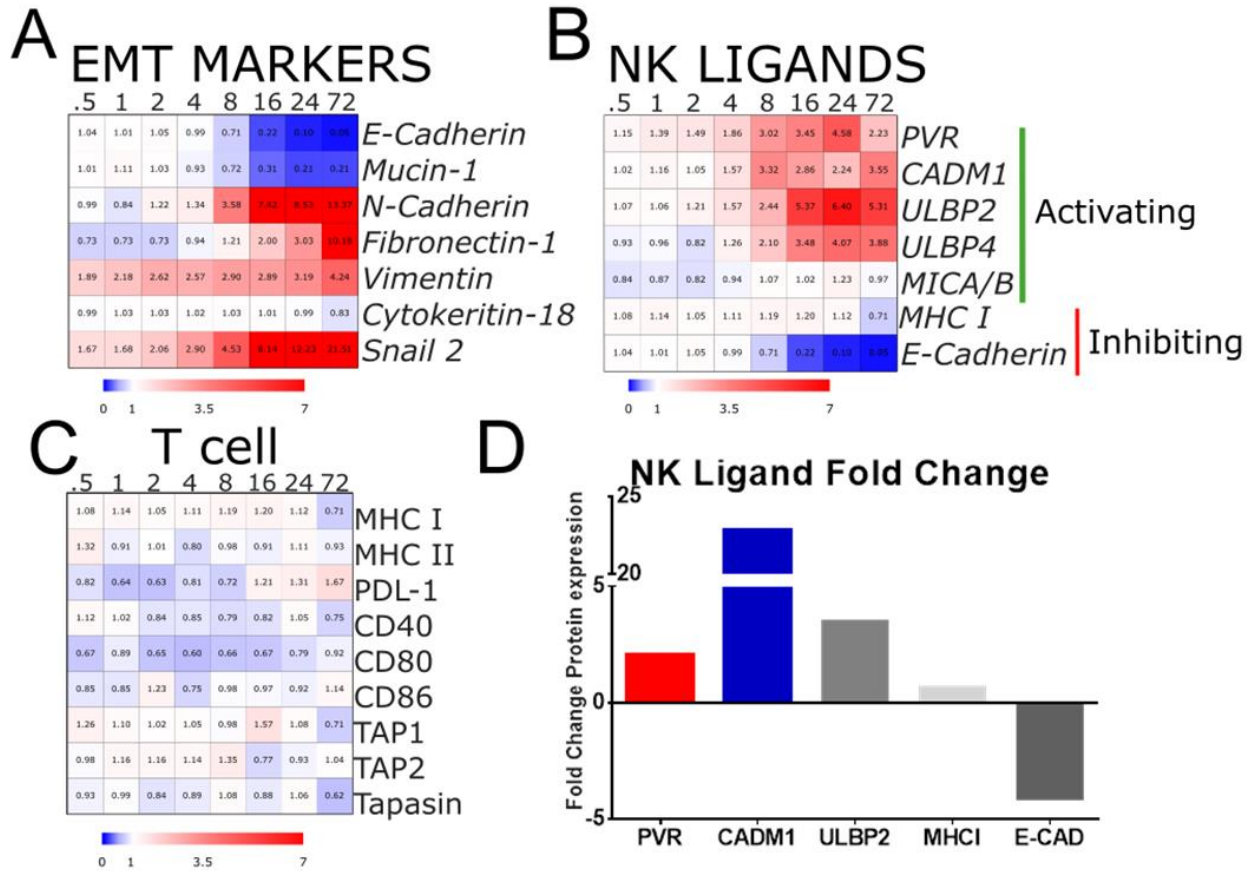 A
EMT MARKERS
.5 1 2 4 8 16 24 72
1.04 1.01 1.05 0.99 0.71 0.22 0.10 0.05 E-Cadherin
1.01 1.11 1.03 0.93 0.72 0.31 0.21 0.21 Mucin-1
0.99 0.84 1.22 1.34 3.58 7.42 8.53 13.37 N-Cadherin
0.73 0.73 0.73 0.94 1.21 2.00 3.03 10.19 Fibronectin-1
1.89 2.18 2.62 2.57 2.90 2.89 3.19 4.24 Vimentin
0.99 1.03 1.03 1.02 1.03 1.01 0.99 0.83 Cytokeritin-18
1.67 1.68 2.06 2.90 4.53 8.14 12.23 21.51 Snail 2
0 1 3.5 7
B
NK LIGANDS
.5 1 2 4 8 16 24 72
1.15 1.39 1.49 1.86 3.02 3.45 4.58 2.23 PVR
1.02 1.16 1.05 1.57 3.32 2.86 2.24 3.55 CADM1
1.07 1.06 1.21 1.57 2.44 5.37 6.40 5.31 ULBP2
0.93 0.96 0.82 1.26 2.10 3.48 4.07 3.88 ULBP4
0.84 0.87 0.82 0.94 1.07 1.02 1.23 0.97 MICA/B
1.08 1.14 1.05 1.11 1.19 1.20 1.12 0.71 MHC I
1.04 1.01 1.05 0.99 0.71 0.22 0.10 0.05 E-Cadherin
Activating
Inhibiting
0 1 3.5 7
C
T cell
.5 1 2 4 8 16 24 72
1.08 1.14 1.05 1.11 1.19 1.20 1.12 0.71 MHC I
1.32 0.91 1.01 0.80 0.98 0.91 1.11 0.93 MHC II
0.82 0.64 0.63 0.81 0.72 1.21 1.31 1.67 PDL-1
1.12 1.02 0.84 0.85 0.79 0.82 1.05 0.75 CD40
0.67 0.89 0.65 0.60 0.66 0.67 0.79 0.92 CD80
0.85 0.85 1.23 0.75 0.98 0.97 0.92 1.14 CD86
1.26 1.10 1.02 1.05 0.98 1.57 1.08 0.71 TAP1
0.98 1.16 1.16 1.14 1.35 0.77 0.93 1.04 TAP2
0.93 0.99 0.84 0.89 1.08 0.88 1.06 0.62 Tapasin
0 1 3.5 7
D
NK Ligand Fold Change
Fold Change Protein expression
25
20
5
0
-5
PVR CADM1 ULBP2 MHCI E-CAD